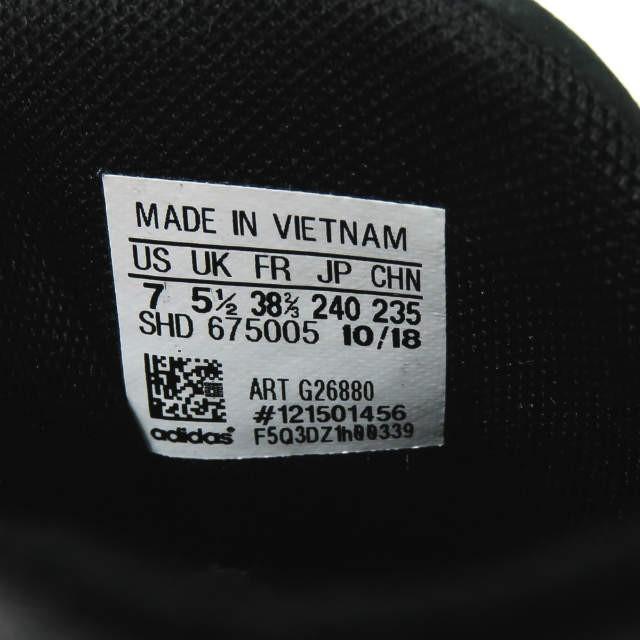 MADE IN VIETNAM
US UK FR JP CHN
7 5½ 38⅔ 240 235
SHD 675005 10/18
ART G26880
#121501456
adidas F5Q3DZ1h00339